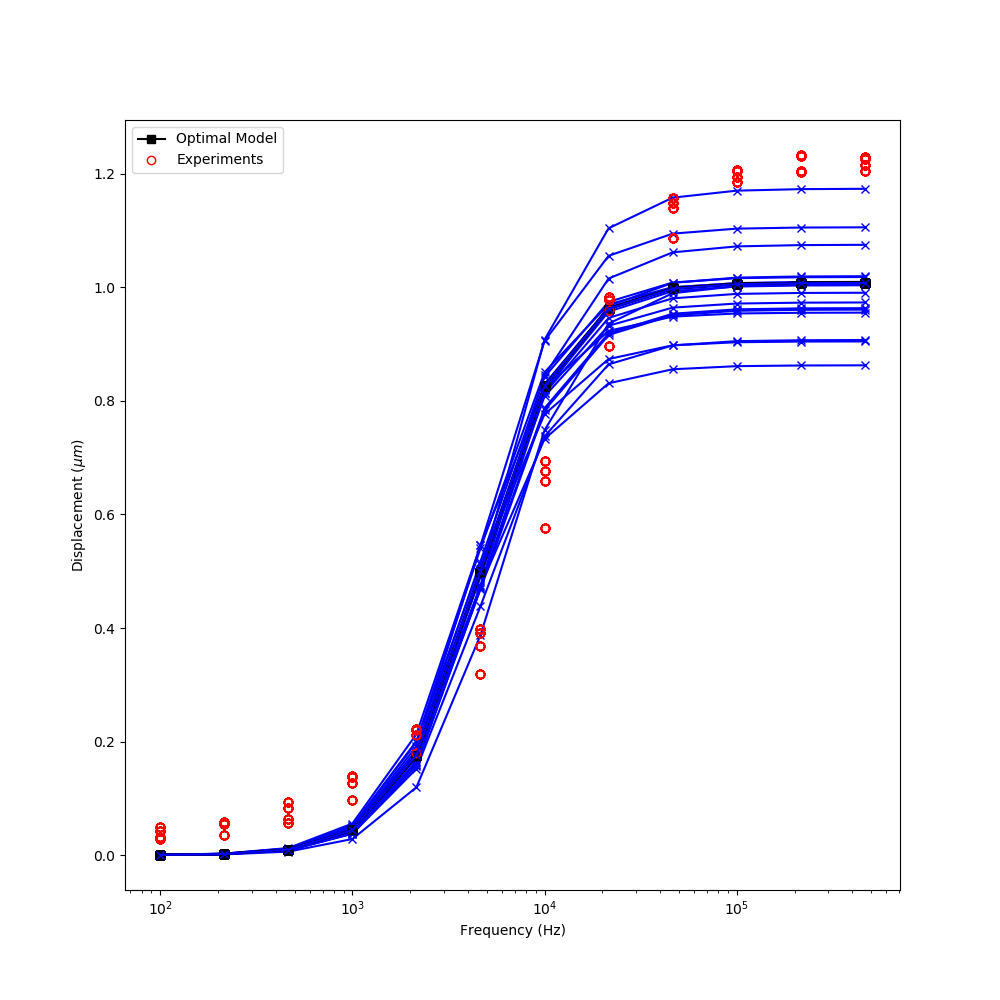 Optimal Model
Experiments
1.2
1.0
0.8
0.6
0.4
0.2
0.0
Displacement (μm)
10²
10³
10⁴
10⁵
Frequency (Hz)